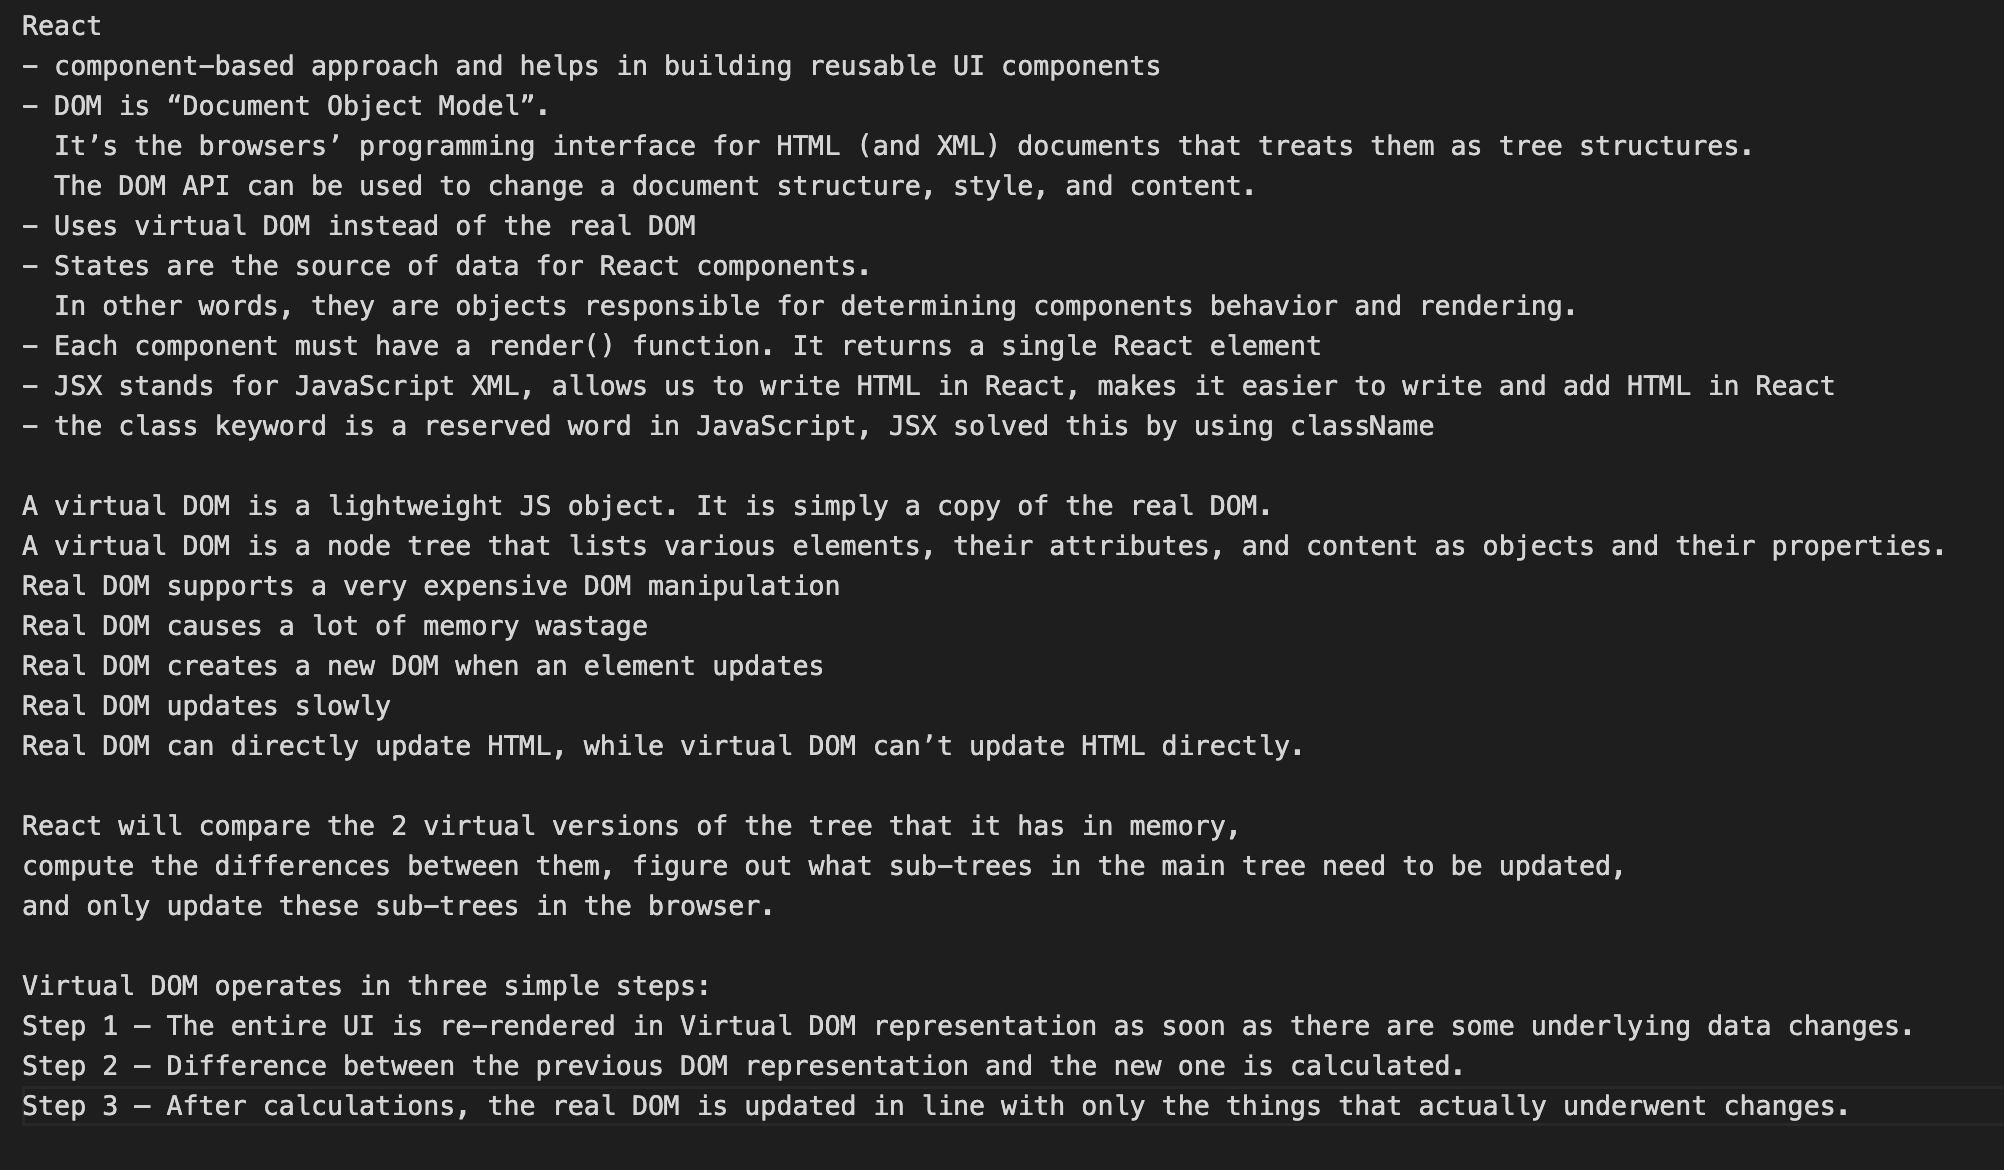 React
– component-based approach and helps in building reusable UI components
– DOM is “Document Object Model”.
  It’s the browsers’ programming interface for HTML (and XML) documents that treats them as tree structures.
  The DOM API can be used to change a document structure, style, and content.
– Uses virtual DOM instead of the real DOM
– States are the source of data for React components.
  In other words, they are objects responsible for determining components behavior and rendering.
– Each component must have a render() function. It returns a single React element
– JSX stands for JavaScript XML, allows us to write HTML in React, makes it easier to write and add HTML in React
– the class keyword is a reserved word in JavaScript, JSX solved this by using className

A virtual DOM is a lightweight JS object. It is simply a copy of the real DOM.
A virtual DOM is a node tree that lists various elements, their attributes, and content as objects and their properties.
Real DOM supports a very expensive DOM manipulation
Real DOM causes a lot of memory wastage
Real DOM creates a new DOM when an element updates
Real DOM updates slowly
Real DOM can directly update HTML, while virtual DOM can’t update HTML directly.

React will compare the 2 virtual versions of the tree that it has in memory,
compute the differences between them, figure out what sub-trees in the main tree need to be updated,
and only update these sub-trees in the browser.

Virtual DOM operates in three simple steps:
Step 1 – The entire UI is re-rendered in Virtual DOM representation as soon as there are some underlying data changes.
Step 2 – Difference between the previous DOM representation and the new one is calculated.
Step 3 – After calculations, the real DOM is updated in line with only the things that actually underwent changes.